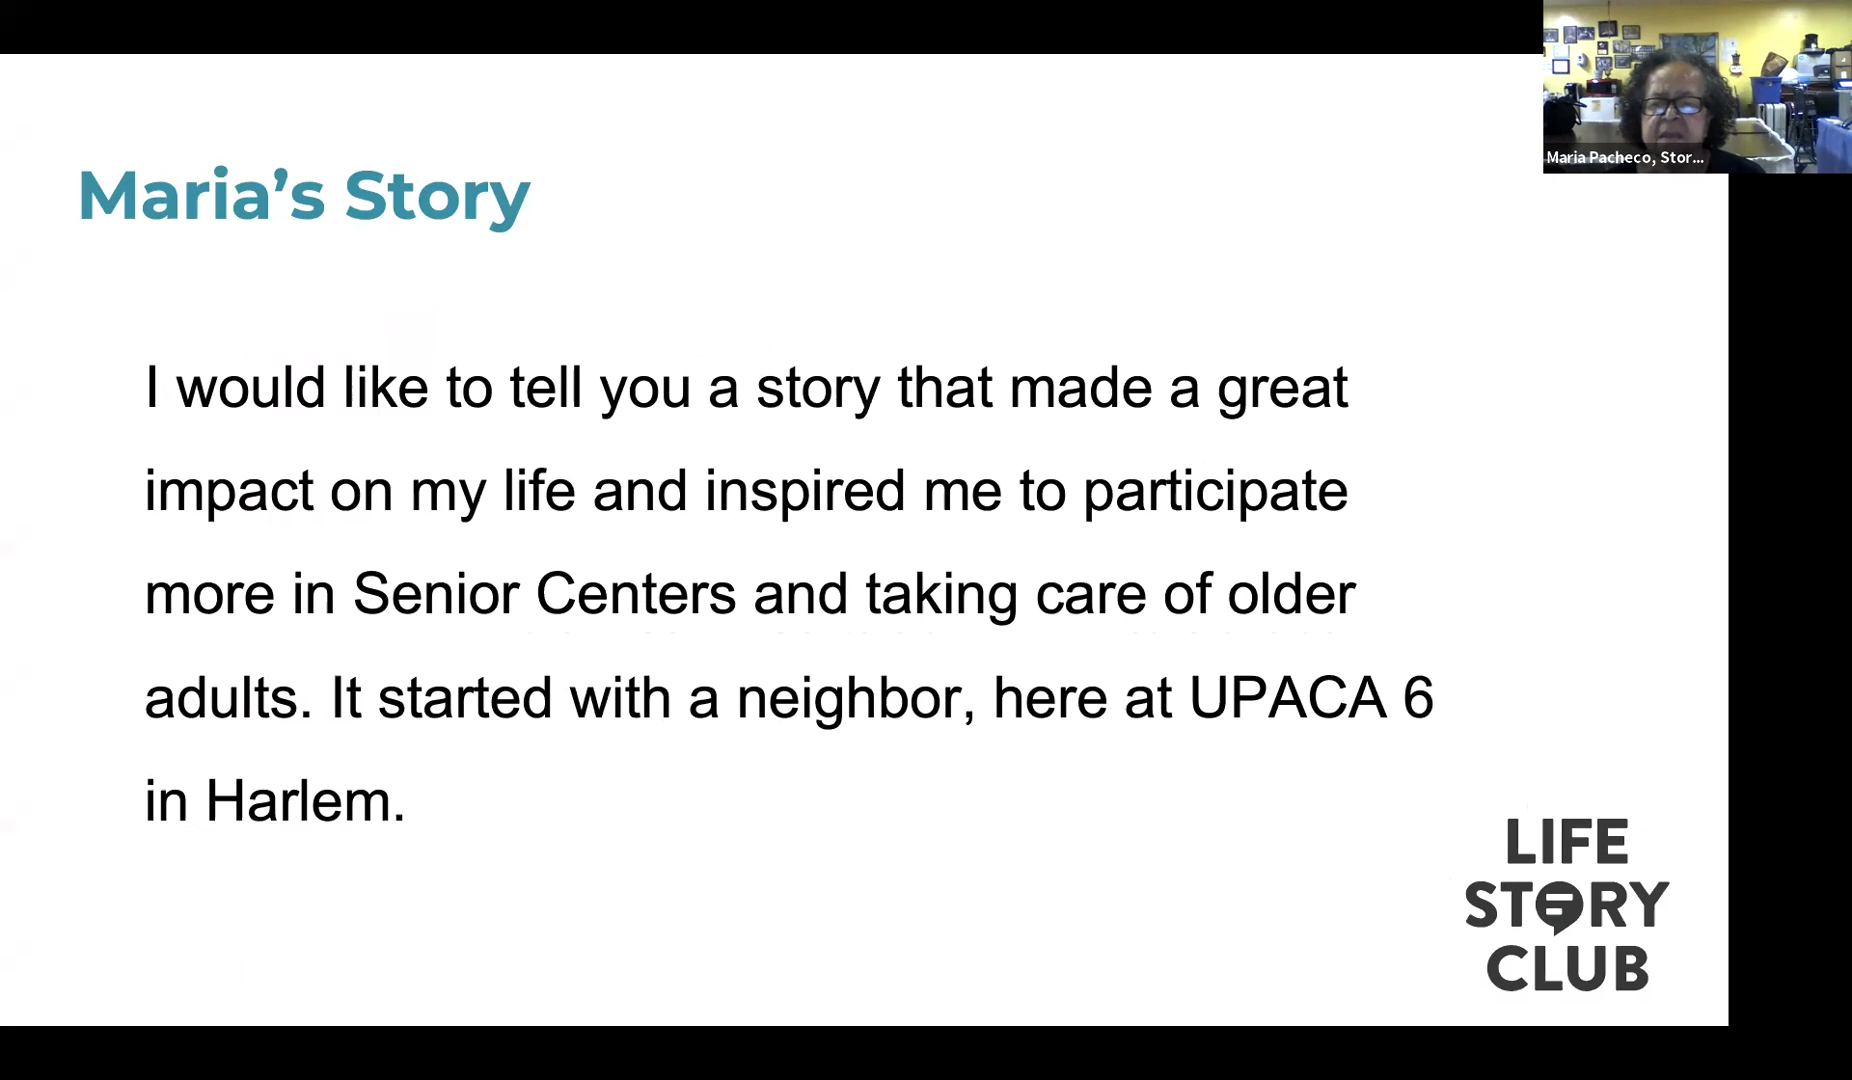 Maria Pacheco, Stor...
Maria’s Story
I would like to tell you a story that made a great
impact on my life and inspired me to participate
more in Senior Centers and taking care of older
adults. It started with a neighbor, here at UPACA 6
in Harlem.
LIFE
STORY
CLUB